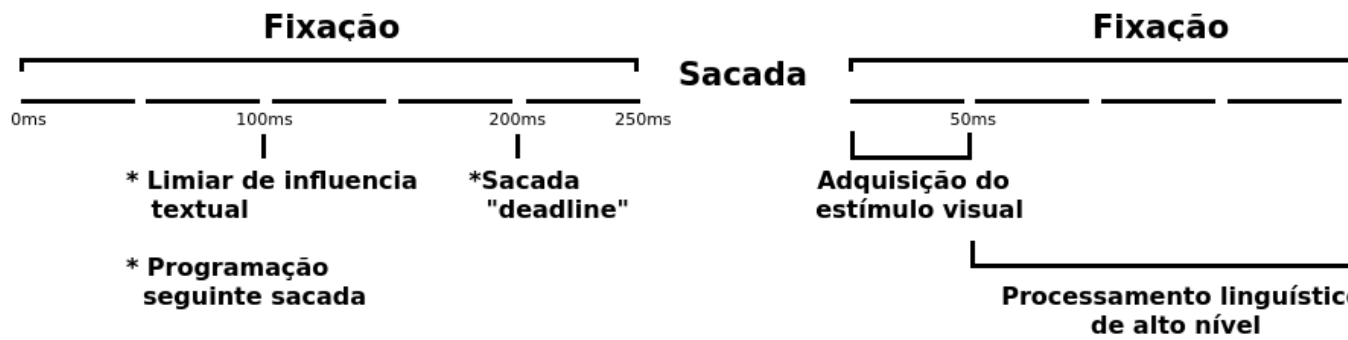 Fixação
Sacada
Fixação
0ms
100ms
200ms
250ms
50ms
* Limiar de influencia
textual
*Sacada
"deadline"
Adquisição do
estímulo visual
* Programação
seguinte sacada
Processamento linguístico
de alto nível